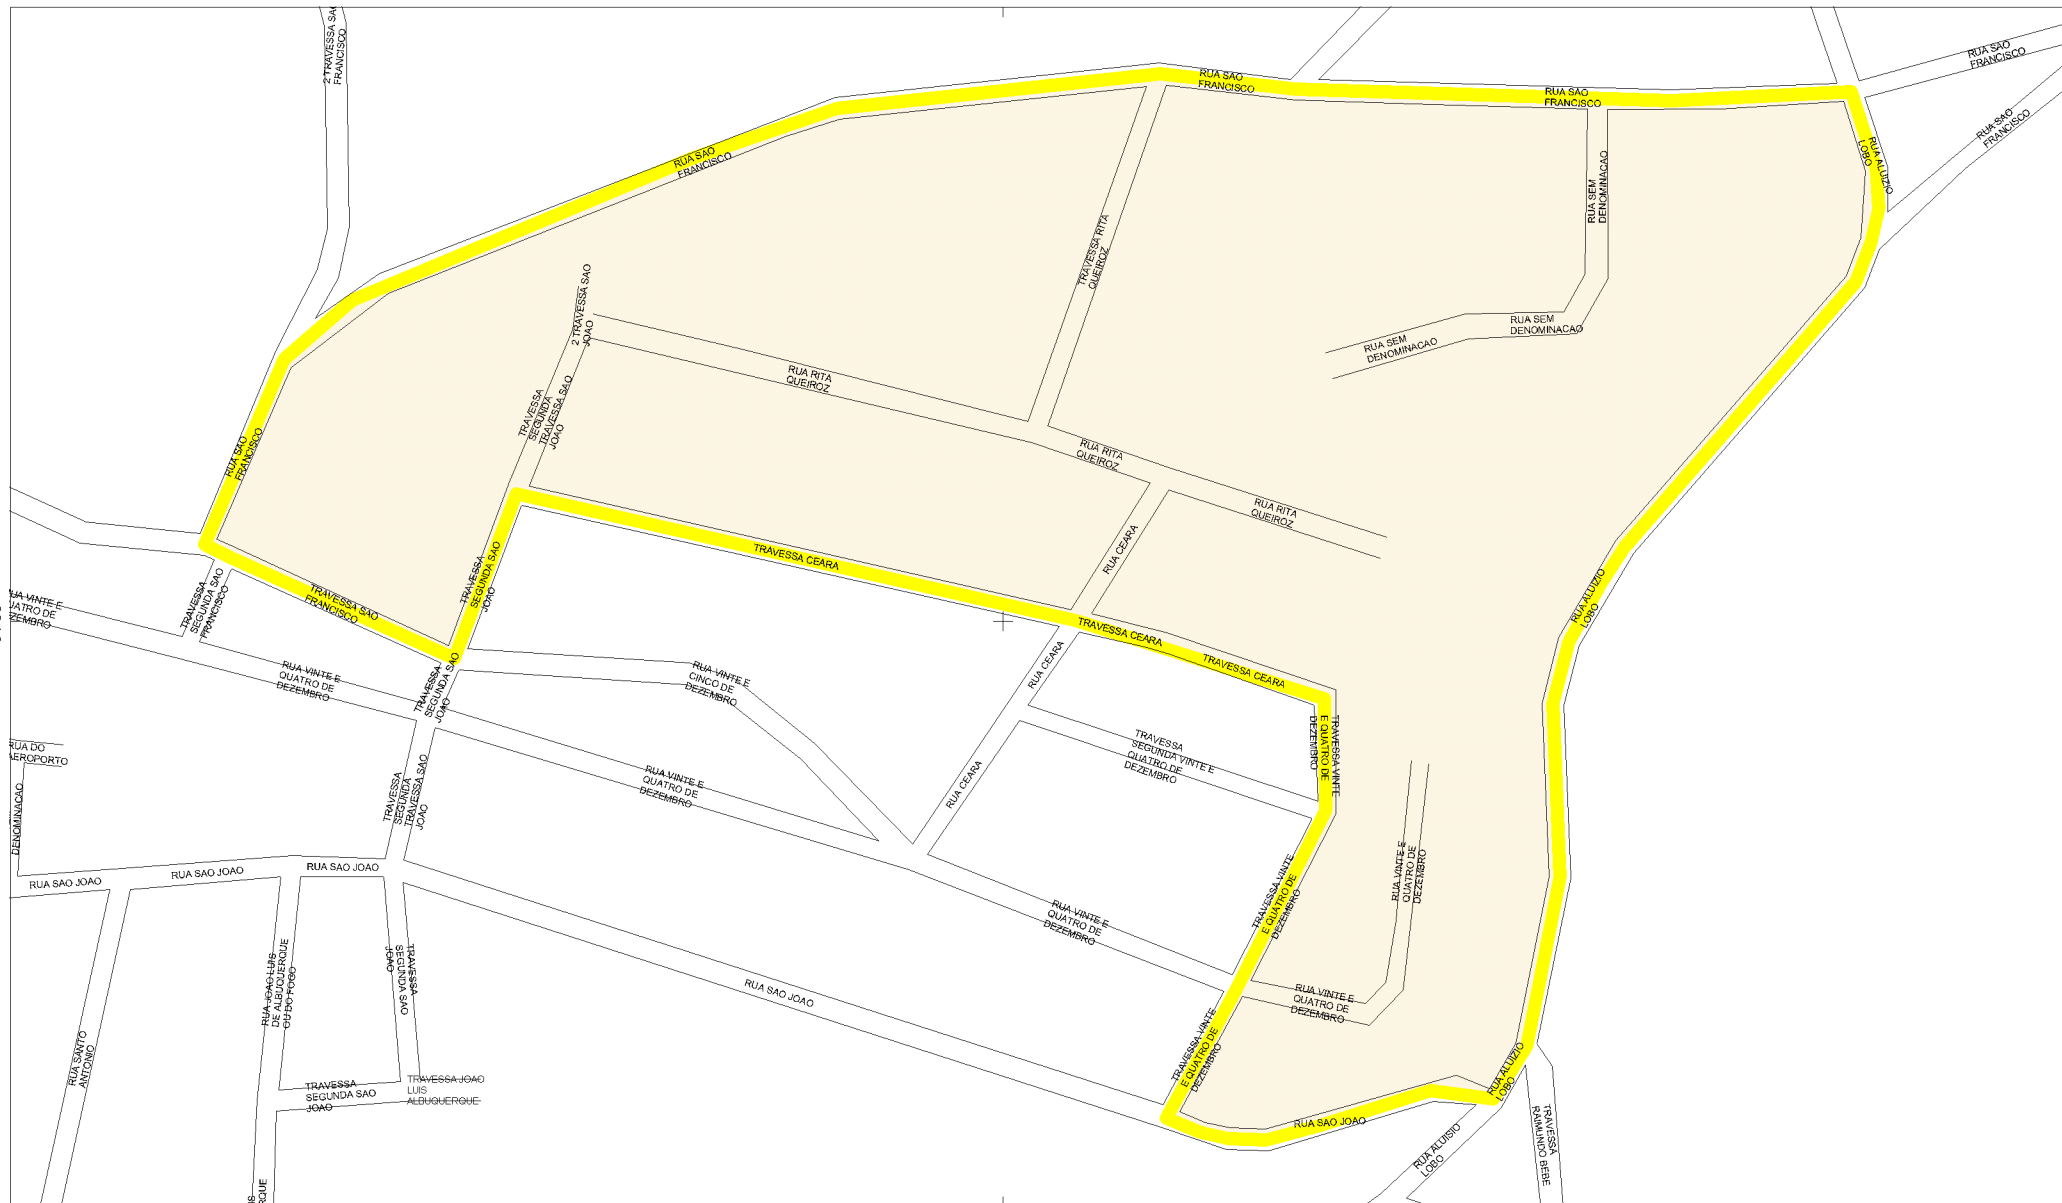 2 TRAVESSA SAO
FRANCISCO
RUA SAO
FRANCISCO
RUA SAO
FRANCISCO
RUA SAO
FRANCISCO
RUA SAO
FRANCISCO
RUA ALUIZIO
LOBO
RUA SAO
FRANCISCO
RUA SEM
DENOMINACAO
TRAVESSA RITA
QUEIROZ
2 TRAVESSA SAO
JOAO
RUA SEM
DENOMINACAO
RUA SEM
DENOMINACAO
RUA RITA
QUEIROZ
TRAVESSA
SEGUNDA
TRAVESSA SAO
JOAO
RUA SAO
FRANCISCO
RUA RITA
QUEIROZ
RUA RITA
QUEIROZ
RUA CEARA
TRAVESSA CEARA
TRAVESSA
SEGUNDA SAO
JOAO
TRAVESSA
SEGUNDA SAO
FRANCISCO
TRAVESSA SAO
FRANCISCO
RUA ALUIZIO
LOBO
TRAVESSA CEARA
RUA CEARA
TRAVESSA CEARA
RUA VINTE E
QUATRO DE
DEZEMBRO
TRAVESSA
SEGUNDA SAO
JOAO
RUA VINTE E
CINCO DE
DEZEMBRO
TRAVESSA VINTE
E QUATRO DE
DEZEMBRO
RUA DO
AEROPORTO
TRAVESSA
SEGUNDA VINTE E
QUATRO DE
DEZEMBRO
DENOMINACAO
TRAVESSA
SEGUNDA
TRAVESSA SAO
JOAO
RUA VINTE E
QUATRO DE
DEZEMBRO
RUA CEARA
RUA SAO JOAO
RUA SAO JOAO
RUA SAO JOAO
RUA VINTE E
QUATRO DE
DEZEMBRO
TRAVESSA VINTE
E QUATRO DE
DEZEMBRO
RUA VINTE E
QUATRO DE
DEZEMBRO
RUA JOAO LUIS
DE ALBUQUERQUE
OU DO FOGO
TRAVESSA
SEGUNDA SAO
JOAO
RUA SAO JOAO
RUA VINTE E
QUATRO DE
DEZEMBRO
RUA SANTO
ANTONIO
TRAVESSA
SEGUNDA SAO
JOAO
TRAVESSA JOAO
LUIS
ALBUQUERQUE
TRAVESSA VINTE
E QUATRO DE
DEZEMBRO
RUA ALUIZIO
LOBO
RUA SAO JOAO
RUA ALUISIO
LOBO
TRAVESSA
RAIMUNDO BEBE